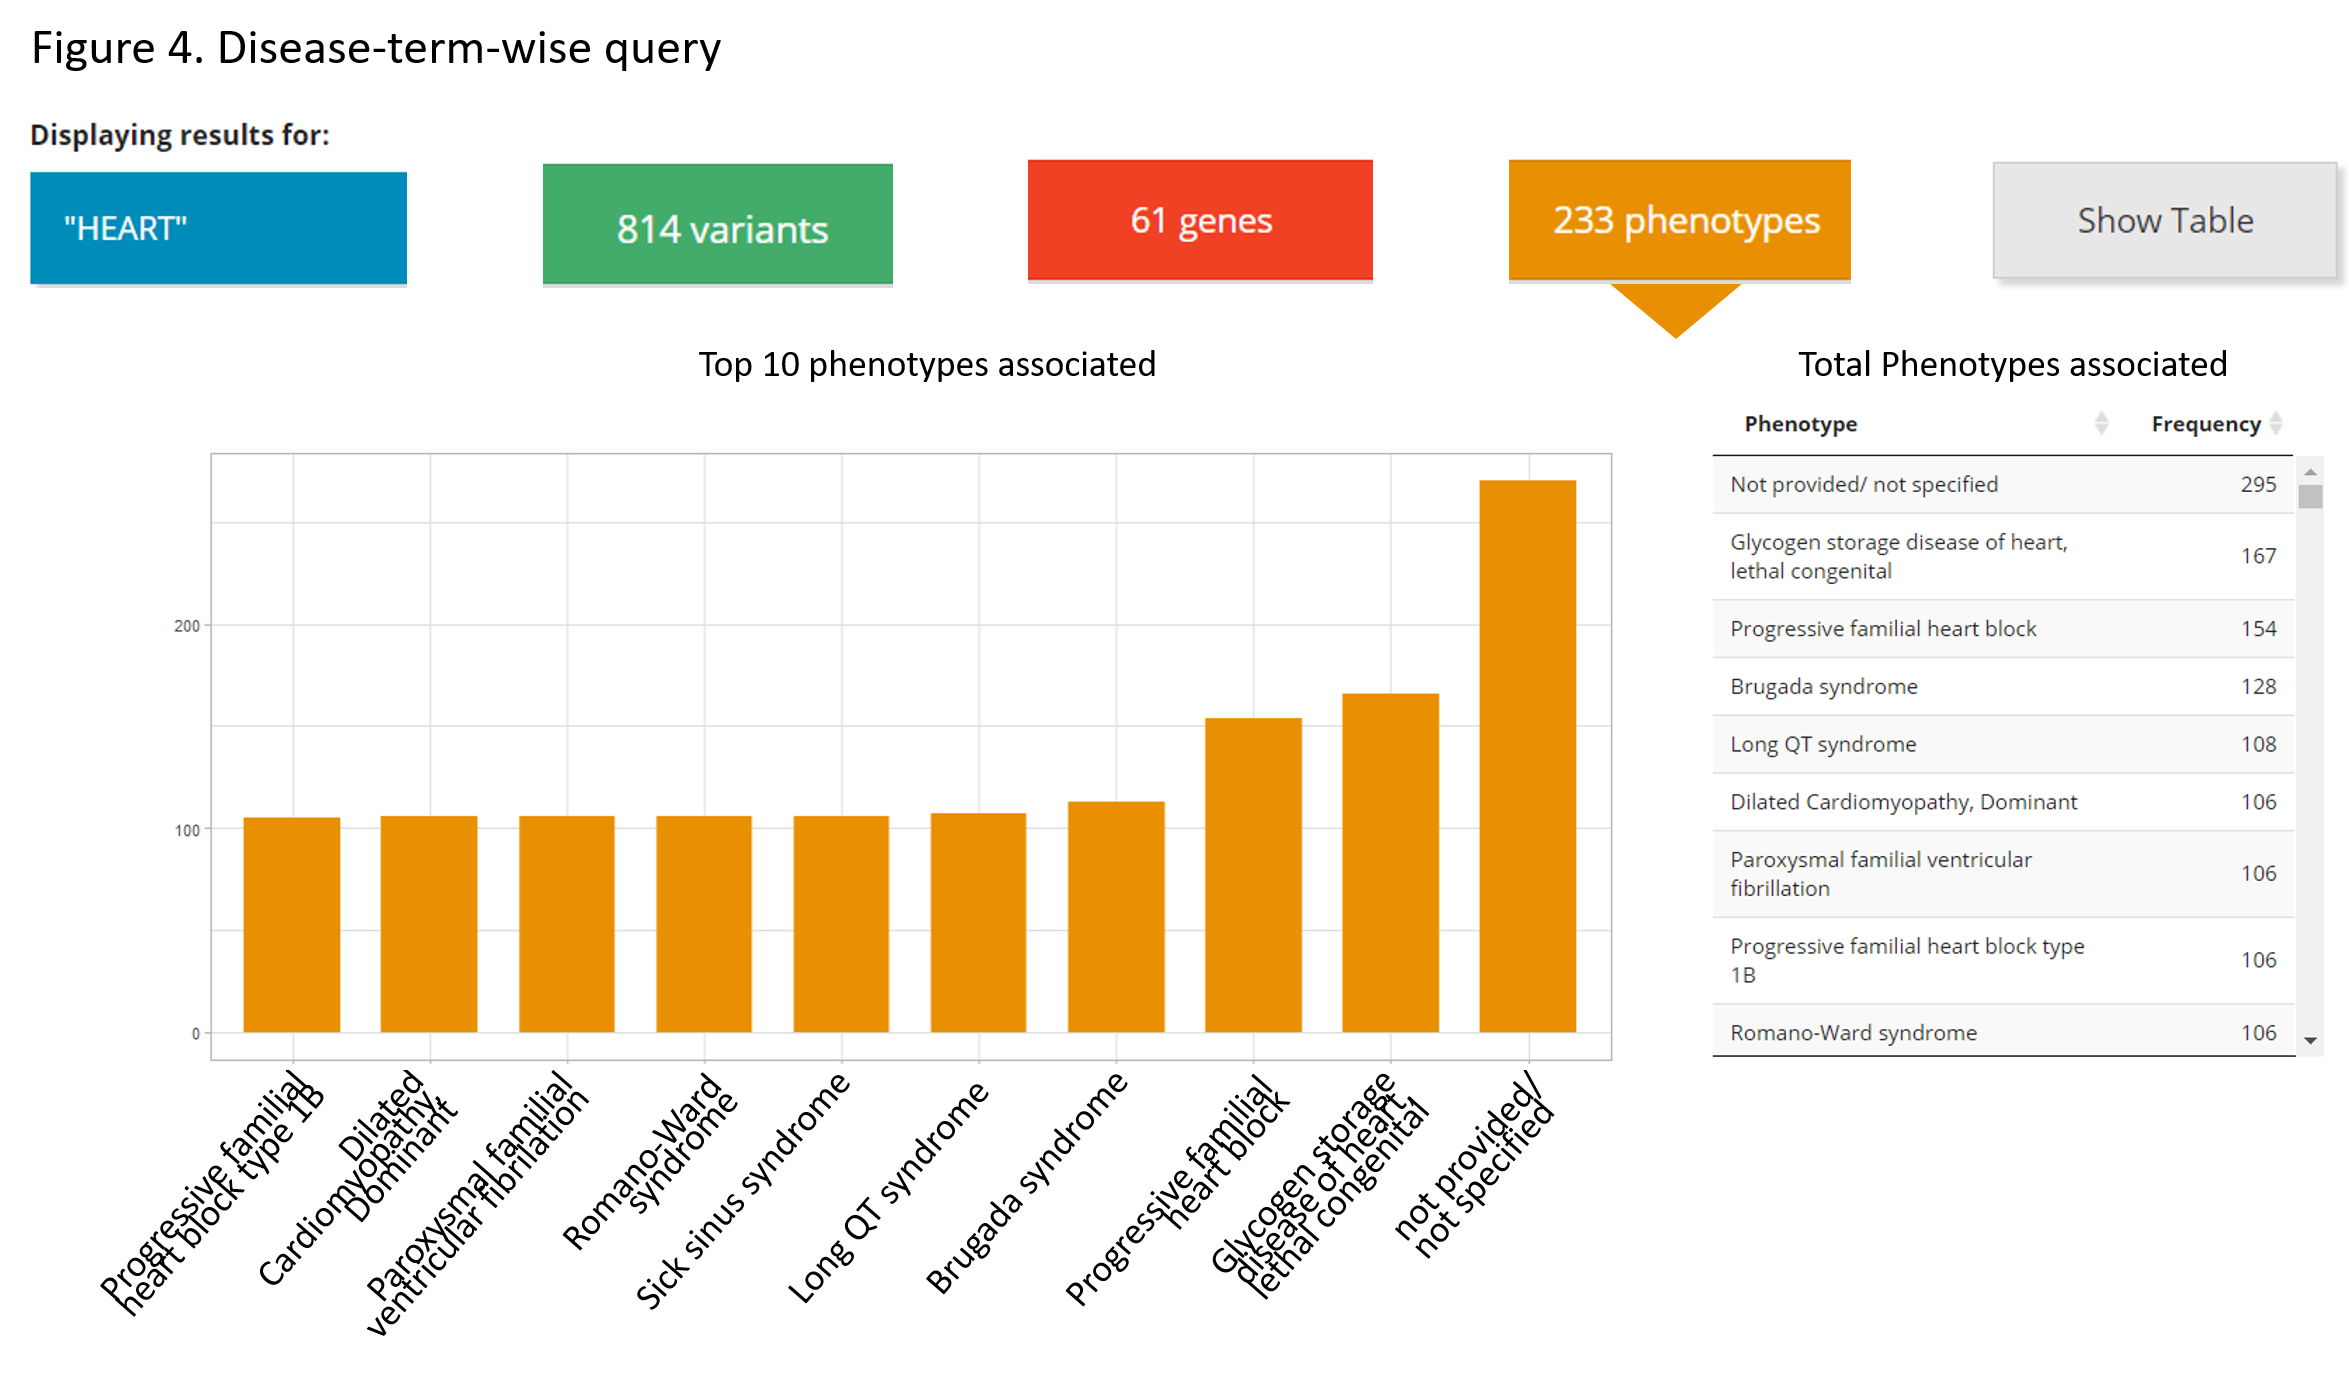 Figure 4. Disease-term-wise query
Displaying results for:
"HEART"
814 variants
61 genes
233 phenotypes
Show Table
Top 10 phenotypes associated
200
100
0
Progressive familial
heart block type 1B
Dilated
Cardiomyopathy,
Dominant
Paroxysmal familial
ventricular fibrilation
Romano-Ward
syndrome
Sick sinus syndrome
Long QT syndrome
Brugada syndrome
Progressive familial
heart block
Glycogen storage
disease of heart,
lethal congenital
not provided/
not specified
Total Phenotypes associated
Phenotype Frequency
Not provided/ not specified 295
Glycogen storage disease of heart,
lethal congenital 167
Progressive familial heart block 154
Brugada syndrome 128
Long QT syndrome 108
Dilated Cardiomyopathy, Dominant 106
Paroxysmal familial ventricular
fibrillation 106
Progressive familial heart block type
1B 106
Romano-Ward syndrome 106